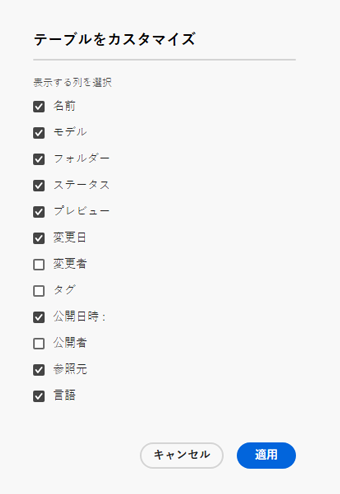 テーブルをカスタマイズ
表示する列を選択
名前
モデル
フォルダー
ステータス
プレビュー
変更日
変更者
タグ
公開日時 :
公開者
参照元
言語
キャンセル
適用